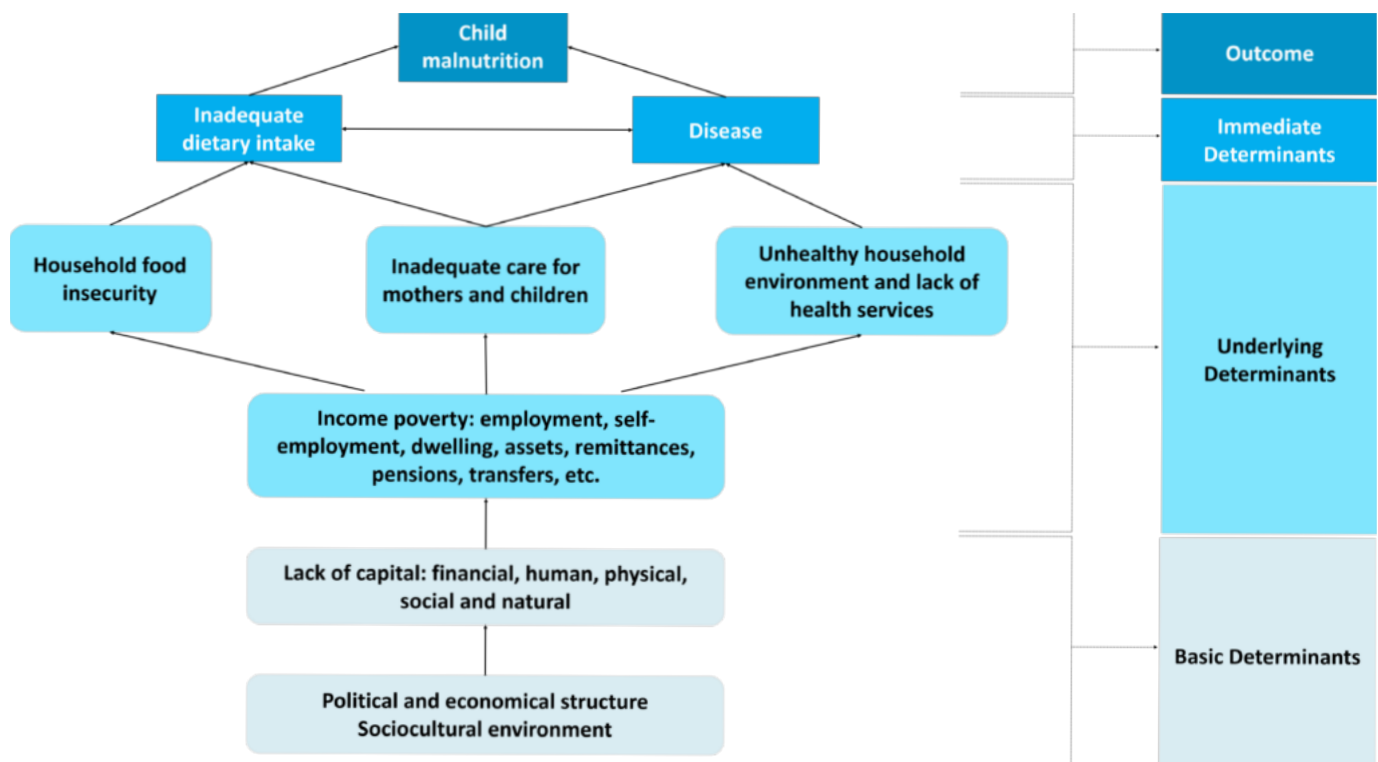 Child
malnutrition
Outcome
Inadequate
dietary intake
Disease
Immediate
Determinants
Household food
insecurity
Inadequate care for
mothers and children
Unhealthy household
environment and lack of
health services
Underlying
Determinants
Income poverty: employment, self-
employment, dwelling, assets, remittances,
pensions, transfers, etc.
Lack of capital: financial, human, physical,
social and natural
Basic Determinants
Political and economical structure
Sociocultural environment